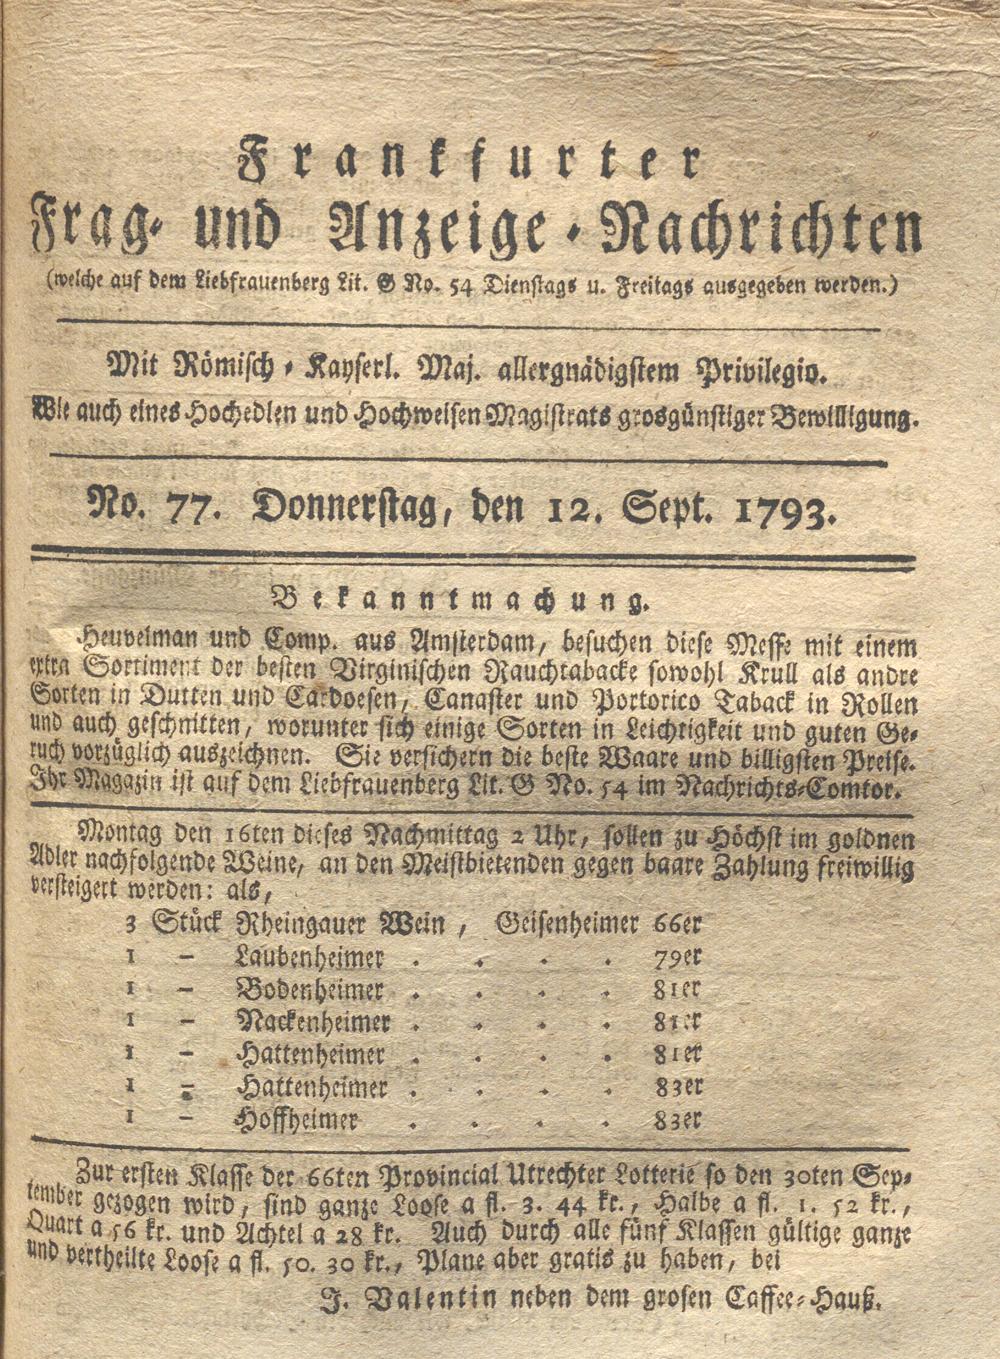 Frankfurter
Frag- und Anzeige-Nachrichten
(welche auf dem Liebfrauenberg Lit. G No. 54 Dienstags u. Freitags ausgegeben werden.)
Mit Römisch-Kayserl. Maj. allergnädigstem Privilegio.
Wie auch eines Hochedlen und Hochweisen Magistrats grosgünstiger Bewilligung.
No. 77. Donnerstag, den 12. Sept. 1793.
Bekanntmachung.
Heuvelman und Comp. aus Amsterdam, besuchen diese Messe mit einem
extra Sortiment der besten Virginischen Rauchtabacke sowohl Krull als andre
Sorten in Dutten und Cardoesen, Canaster und Portorico Taback in Rollen
und auch geschnitten, worunter sich einige Sorten in Leichtigkeit und guten Ge-
ruch vorzüglich auszeichnen. Sie versichern die beste Waare und billigsten Preise.
Ihr Magazin ist auf dem Liebfrauenberg Lit. G No. 54 im Nachrichts-Comtor.
Montag den 16ten dieses Nachmittag 2 Uhr, sollen zu Höchst im goldnen
Adler nachfolgende Weine, an den Meistbietenden gegen baare Zahlung freiwillig
versteigert werden: als,
3 Stück Rheingauer Wein, Geisenheimer 66er
1 – Laubenheimer . . . . 79er
1 – Bodenheimer . . . . 81er
1 – Nackenheimer . . . . 81er
1 – Hattenheimer . . . . 81er
1 – Hattenheimer . . . . 83er
1 – Hoffheimer . . . . 83er
Zur ersten Klasse der 66ten Provincial Utrechter Lotterie so den 30ten Sep-
tember gezogen wird, sind ganze Loose a fl. 3. 44 kr., Halbe a fl. 1. 52 kr.,
Quart a 56 kr. und Achtel a 28 kr. Auch durch alle fünf Klassen gültige ganze
und vertheilte Loose a fl. 50. 30 kr., Plane aber gratis zu haben, bei
J. Valentin neben dem grosen Caffee-Hauß.